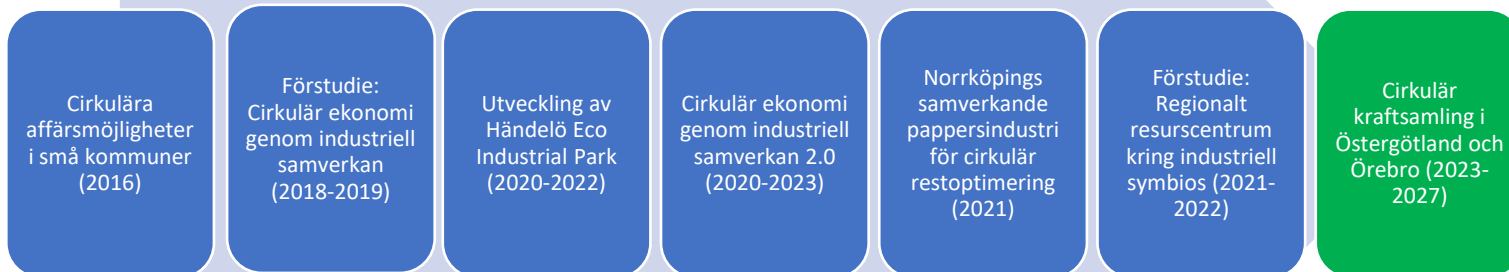 Cirkulära
affärsmöjligheter
i små kommuner
(2016)
Förstudie:
Cirkulär ekonomi
genom industriell
samverkan
(2018-2019)
Utveckling av
Händelö Eco
Industrial Park
(2020-2022)
Cirkulär ekonomi
genom industriell
samverkan 2.0
(2020-2023)
Norrköpings
samverkande
pappersindustri
för cirkulär
restoptimering
(2021)
Förstudie:
Regionalt
resurscentrum
kring industriell
symbios (2021-
2022)
Cirkulär
kraftsamling i
Östergötland och
Örebro (2023-
2027)